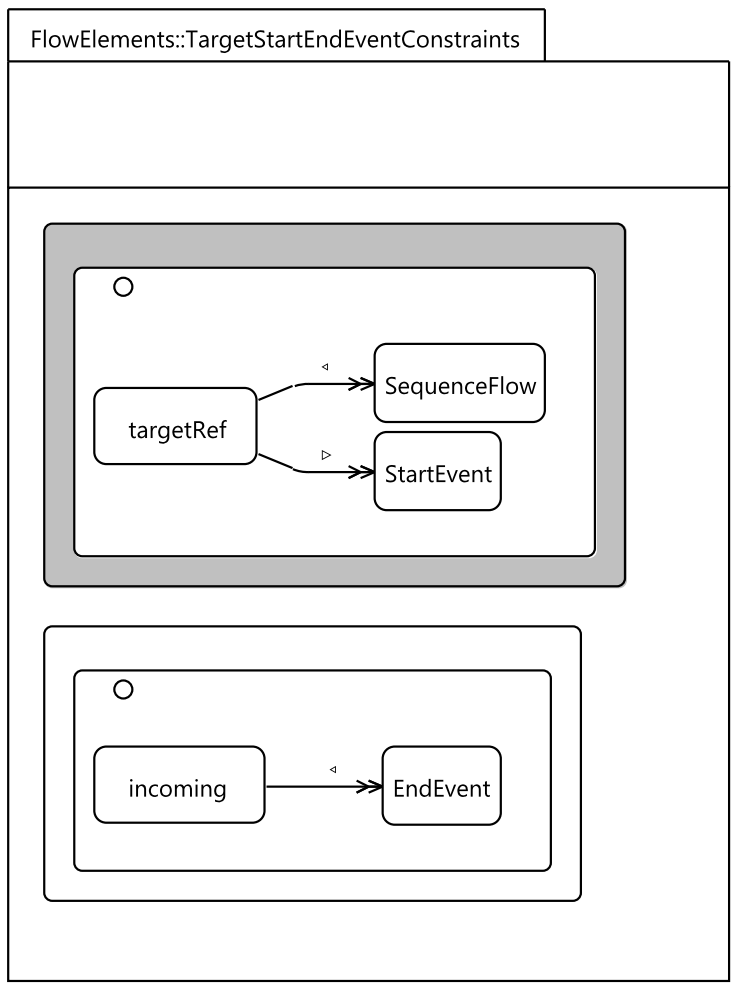 FlowElements::TargetStartEndEventConstraints
SequenceFlow
targetRef
StartEvent
incoming
EndEvent